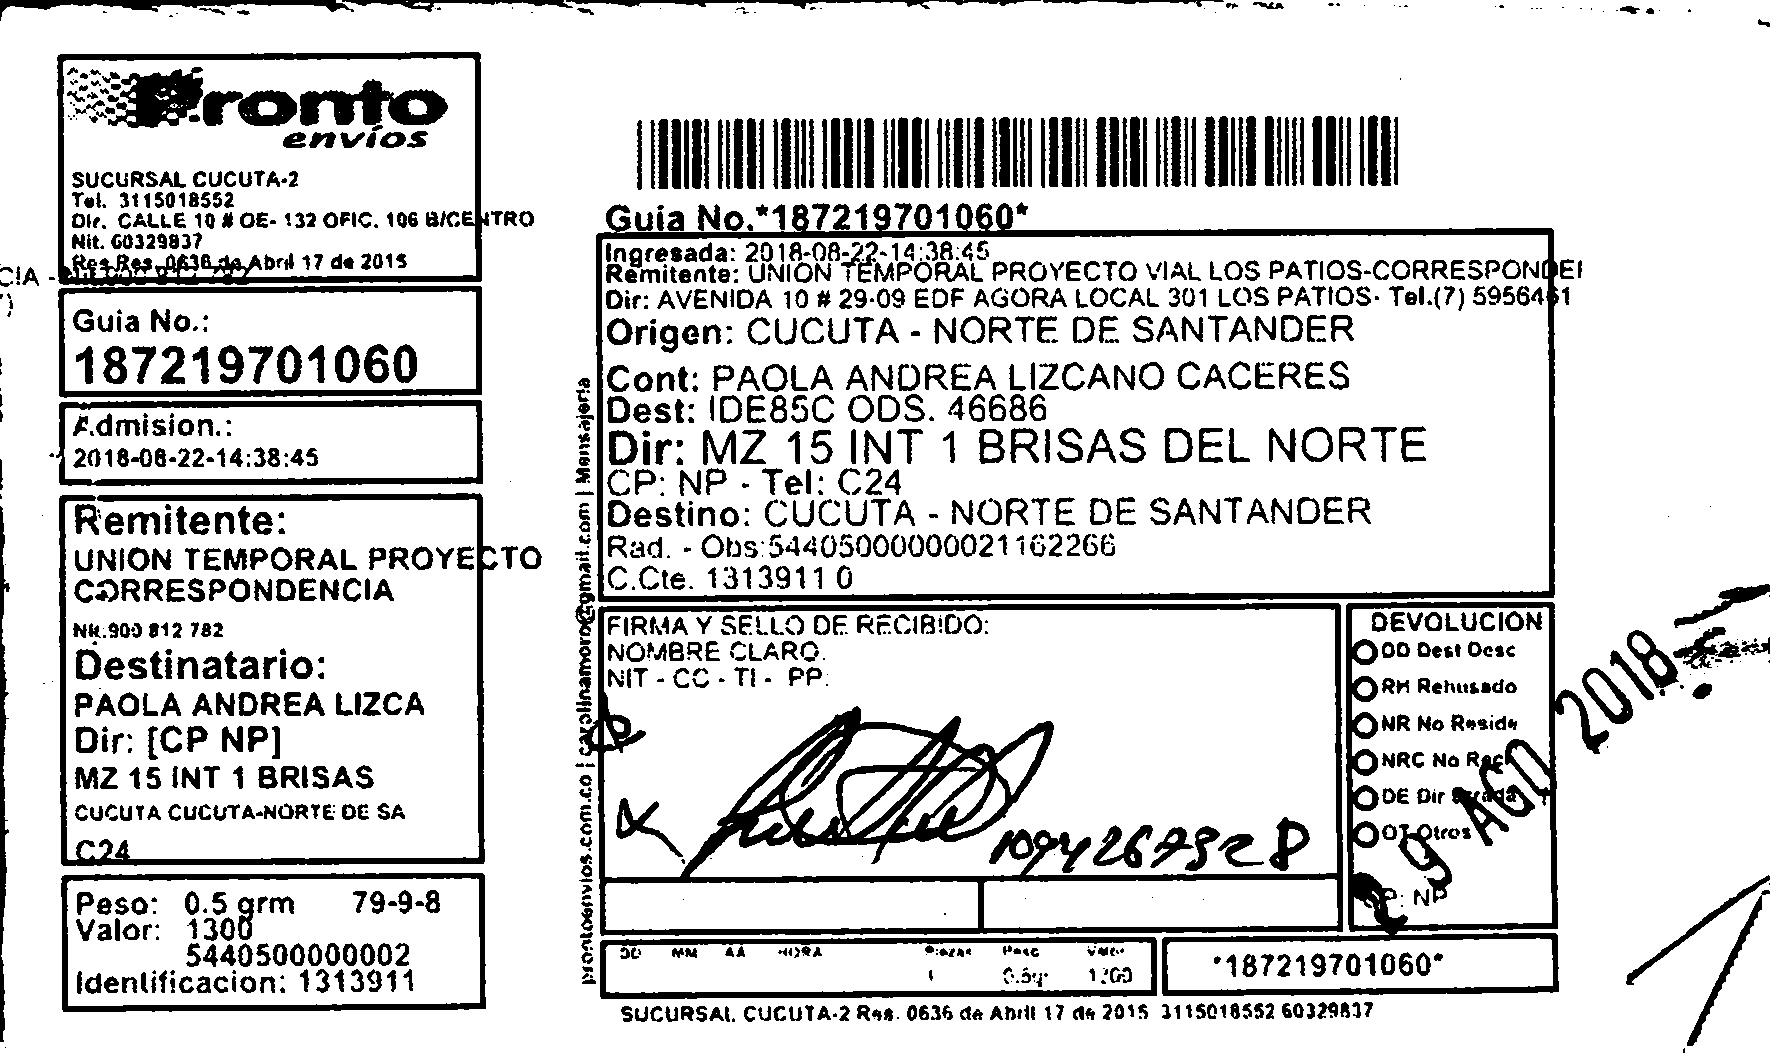 Pronto
envíos
SUCURSAL CUCUTA-2
Tel. 3115018552
Dir. CALLE 10 # OE- 132 OFIC. 106 B/CENTRO
Nit. 60329837
Res.Res. 0636 de Abril 17 de 2015
Guia No.:
187219701060
Admision.:
2018-08-22-14:38:45
Remitente:
UNION TEMPORAL PROYECTO
CORRESPONDENCIA
Nit.900 812 782
Destinatario:
PAOLA ANDREA LIZCA
Dir: [CP NP]
MZ 15 INT 1 BRISAS
CUCUTA CUCUTA-NORTE DE SA
C24
Peso: 0.5 grm 79-9-8
Valor: 1300
5440500000002
Identificacion: 1313911
prontoenvios.com.co | carolinamoro@gmail.com | Mensajeria
Guia No.*187219701060*
Ingresada: 2018-08-22-14:38:45
Remitente: UNION TEMPORAL PROYECTO VIAL LOS PATIOS-CORRESPONDEI
Dir: AVENIDA 10 # 29-09 EDF AGORA LOCAL 301 LOS PATIOS- Tel.(7) 5956461
Origen: CUCUTA - NORTE DE SANTANDER
Cont: PAOLA ANDREA LIZCANO CACERES
Dest: IDE85C ODS. 46686
Dir: MZ 15 INT 1 BRISAS DEL NORTE
CP: NP - Tel: C24
Destino: CUCUTA - NORTE DE SANTANDER
Rad. - Obs:544050000000021162266
C.Cte. 1313911 0
FIRMA Y SELLO DE RECIBIDO:
NOMBRE CLARO.
NIT - CC - TI - PP:
DEVOLUCION
DD Dest Desc
RH Rehusado
NR No Reside
NRC No Recl
DE Dir Errada
OT Otros
CP: NP
29 AGO 2018
DD MM AA HORA Piezas Peso Valor
1 0.5gr 1300
*187219701060*
SUCURSAL CUCUTA-2 Res. 0636 de Abril 17 de 2015 3115018552 60329837